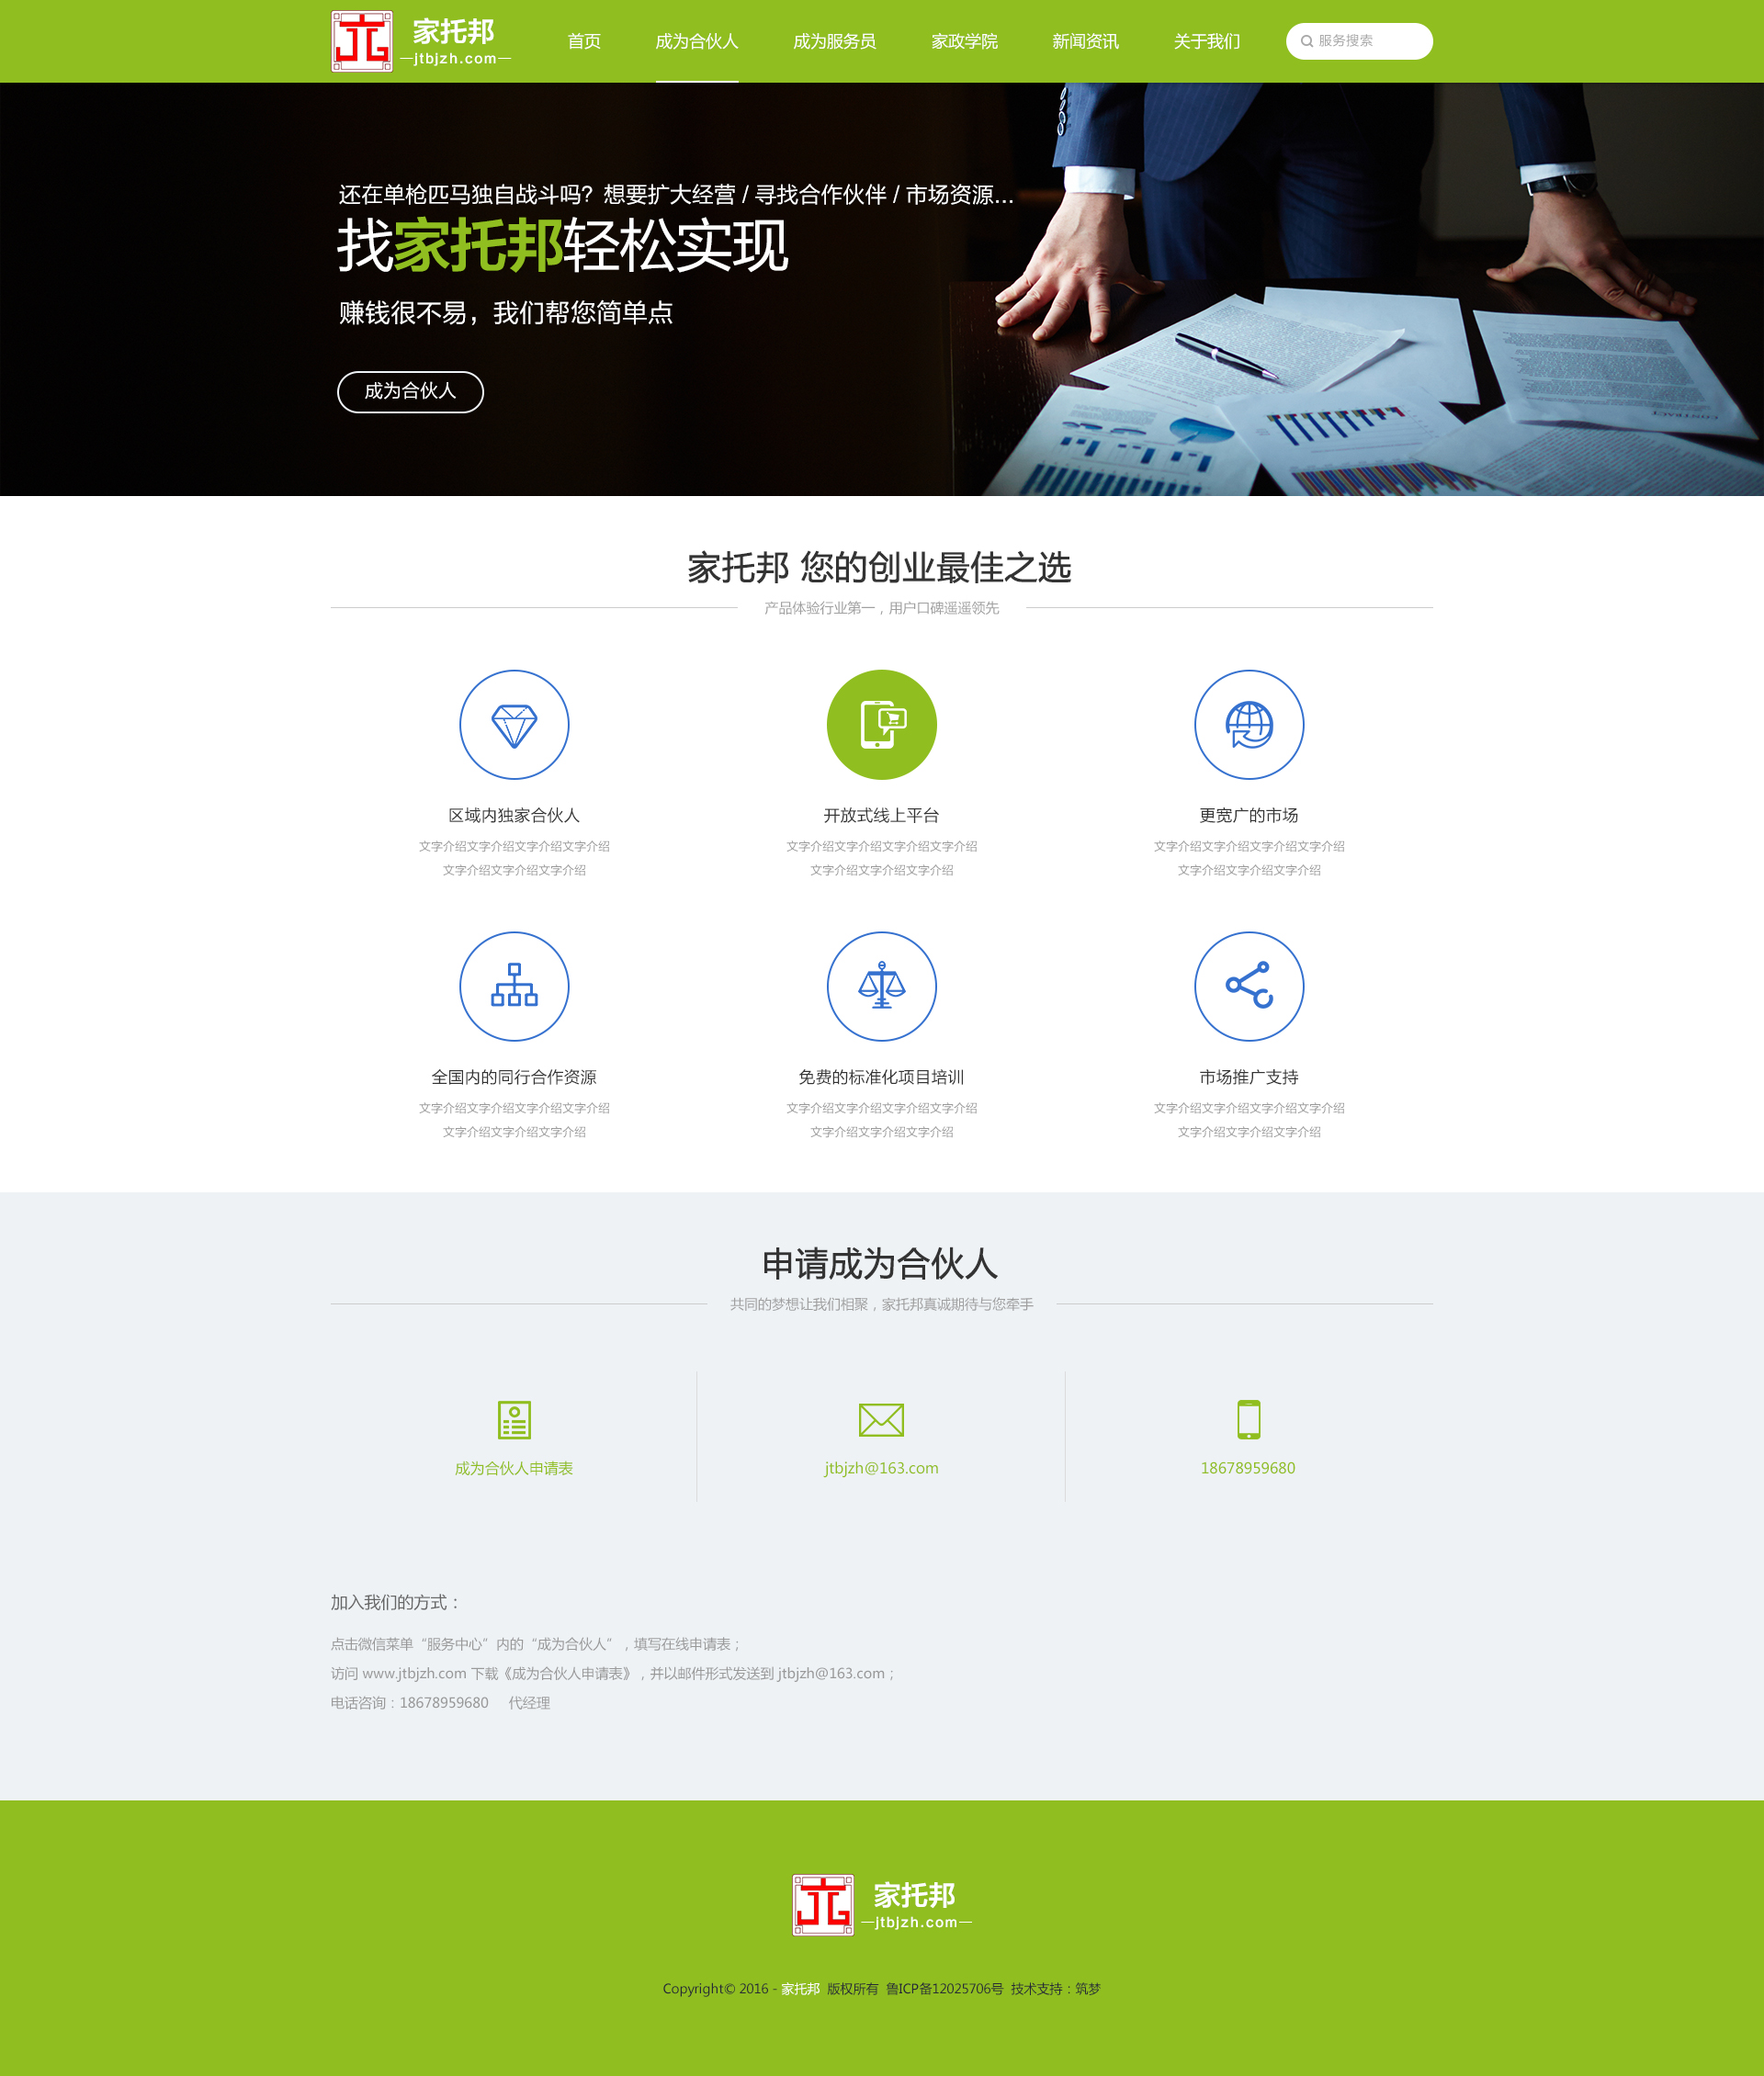 家托邦
jtbjzh.com
首页 成为合伙人 成为服务员 家政学院 新闻资讯 关于我们 服务搜索
还在单枪匹马独自战斗吗？想要扩大经营 / 寻找合作伙伴 / 市场资源...
找家托邦轻松实现
赚钱很不易，我们帮您简单点
成为合伙人
CONTRACT
家托邦 您的创业最佳之选
产品体验行业第一，用户口碑遥遥领先
区域内独家合伙人
文字介绍文字介绍文字介绍文字介绍
文字介绍文字介绍文字介绍
开放式线上平台
文字介绍文字介绍文字介绍文字介绍
文字介绍文字介绍文字介绍
更宽广的市场
文字介绍文字介绍文字介绍文字介绍
文字介绍文字介绍文字介绍
全国内的同行合作资源
文字介绍文字介绍文字介绍文字介绍
文字介绍文字介绍文字介绍
免费的标准化项目培训
文字介绍文字介绍文字介绍文字介绍
文字介绍文字介绍文字介绍
市场推广支持
文字介绍文字介绍文字介绍文字介绍
文字介绍文字介绍文字介绍
申请成为合伙人
共同的梦想让我们相聚，家托邦真诚期待与您牵手
成为合伙人申请表
jtbjzh@163.com
18678959680
加入我们的方式：
点击微信菜单“服务中心”内的“成为合伙人”，填写在线申请表；
访问 www.jtbjzh.com 下载《成为合伙人申请表》，并以邮件形式发送到 jtbjzh@163.com；
电话咨询：18678959680 代经理
家托邦
jtbjzh.com
Copyright© 2016 - 家托邦 版权所有 鲁ICP备12025706号 技术支持：筑梦